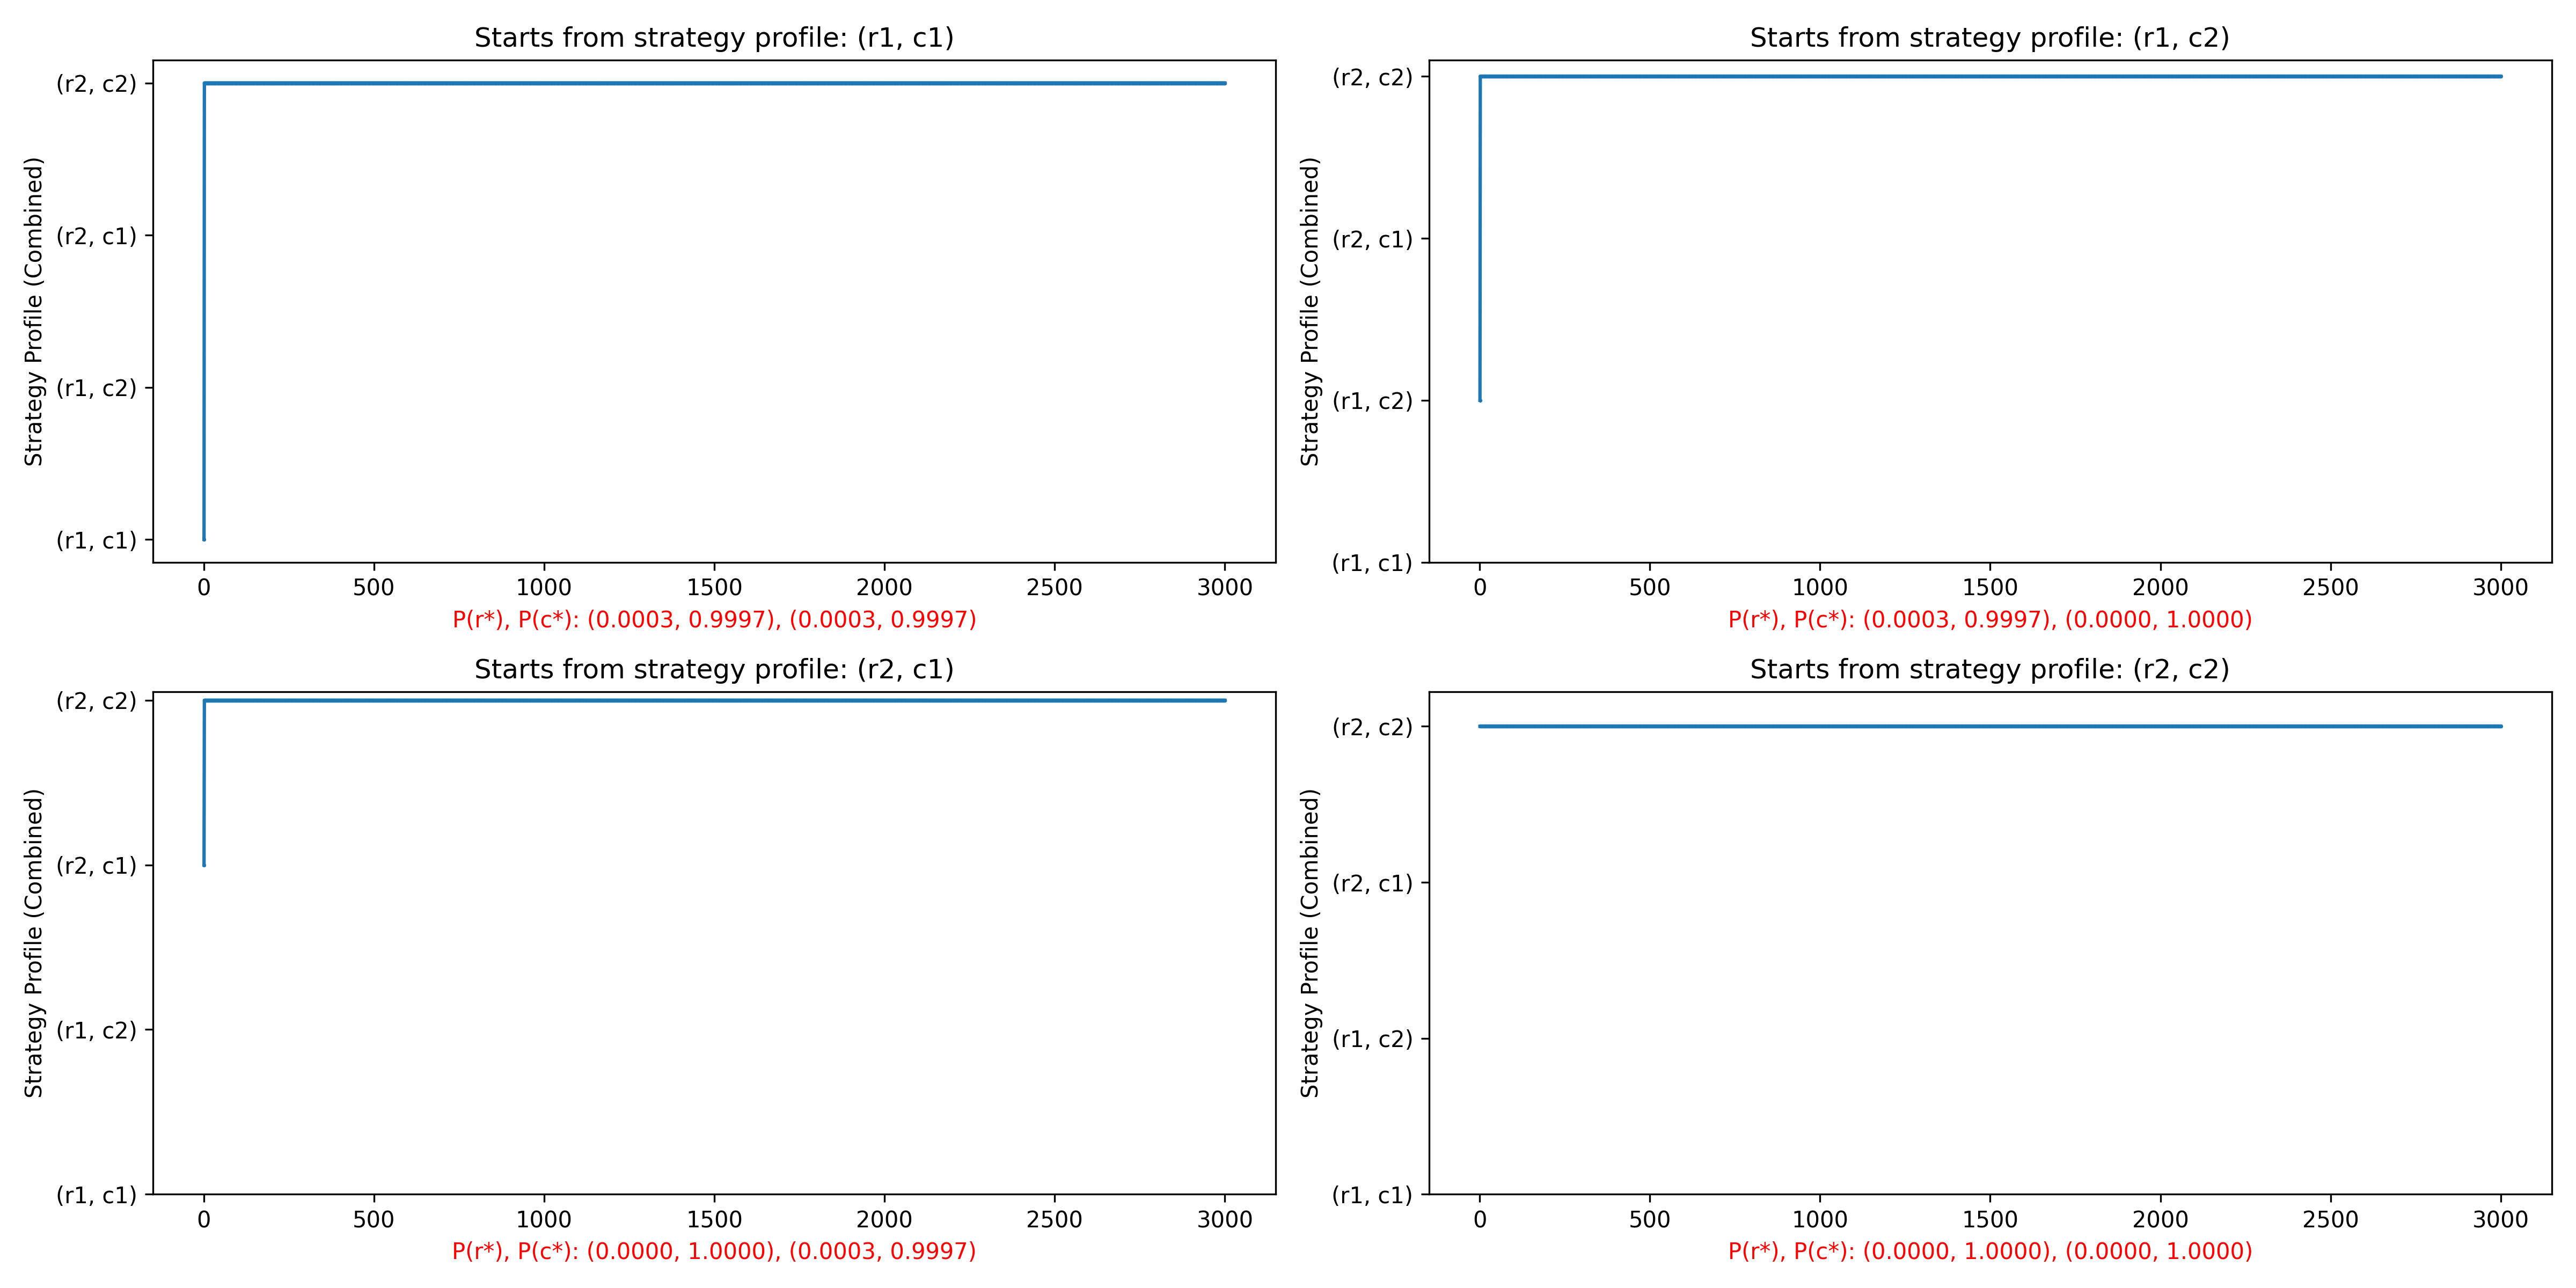 Starts from strategy profile: (r1, c1)
Strategy Profile (Combined)
(r2, c2)
(r2, c1)
(r1, c2)
(r1, c1)
0 500 1000 1500 2000 2500 3000
P(r*), P(c*): (0.0003, 0.9997), (0.0003, 0.9997)
Starts from strategy profile: (r1, c2)
Strategy Profile (Combined)
(r2, c2)
(r2, c1)
(r1, c2)
(r1, c1)
0 500 1000 1500 2000 2500 3000
P(r*), P(c*): (0.0003, 0.9997), (0.0000, 1.0000)
Starts from strategy profile: (r2, c1)
Strategy Profile (Combined)
(r2, c2)
(r2, c1)
(r1, c2)
(r1, c1)
0 500 1000 1500 2000 2500 3000
P(r*), P(c*): (0.0000, 1.0000), (0.0003, 0.9997)
Starts from strategy profile: (r2, c2)
Strategy Profile (Combined)
(r2, c2)
(r2, c1)
(r1, c2)
(r1, c1)
0 500 1000 1500 2000 2500 3000
P(r*), P(c*): (0.0000, 1.0000), (0.0000, 1.0000)